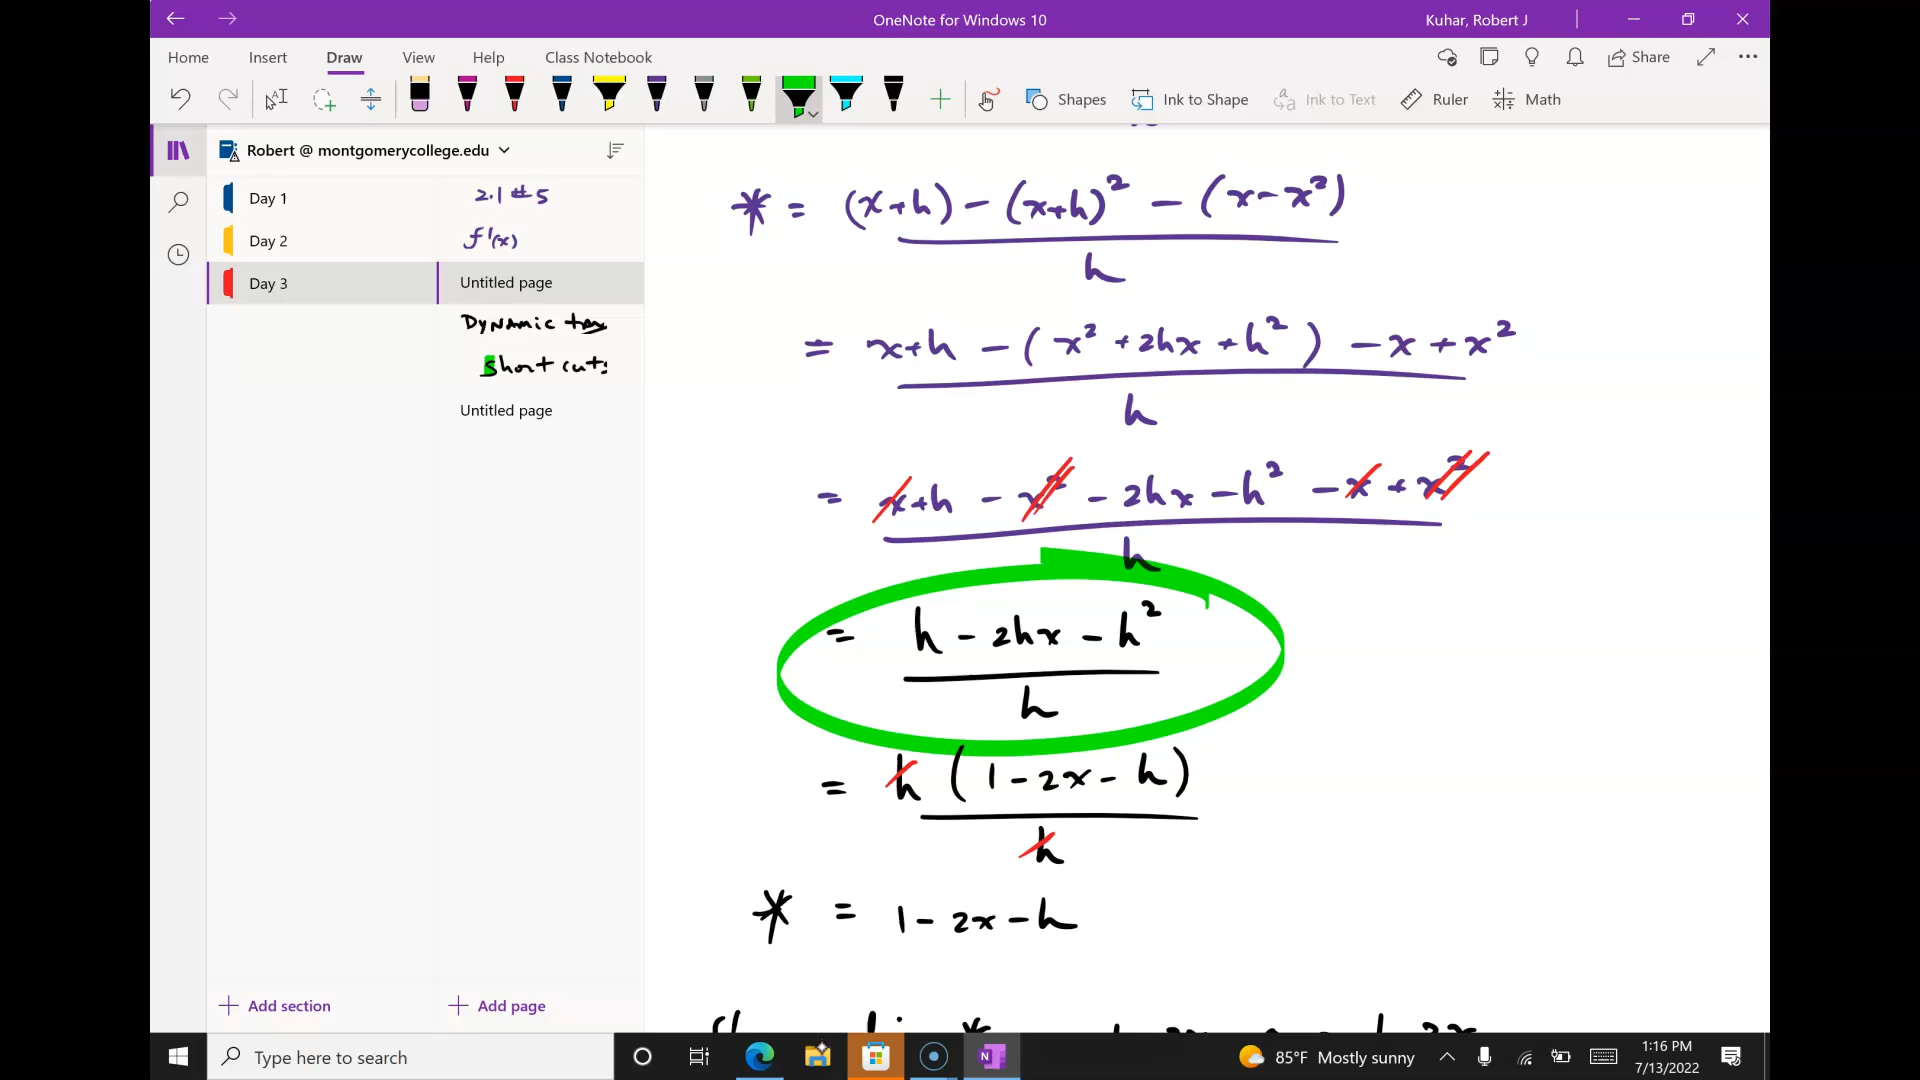 OneNote for Windows 10
Kuhar, Robert J
Home Insert Draw View Help Class Notebook
Share
Shapes Ink to Shape Ink to Text Ruler Math
Robert @ montgomerycollege.edu
Day 1
Day 2
Day 3
2.1 #5
f'(x)
Untitled page
Dynamic
Short cuts
Untitled page
* = (x+h) - (x+h)² - (x-x²)
h
= x+h - (x² + 2hx + h²) - x + x²
h
= x+h - x² - 2hx - h² - x + x²
h
= h - 2hx - h²
h
= h (1 - 2x - h)
h
* = 1 - 2x - h
Add section Add page
Type here to search
85°F Mostly sunny
1:16 PM
7/13/2022